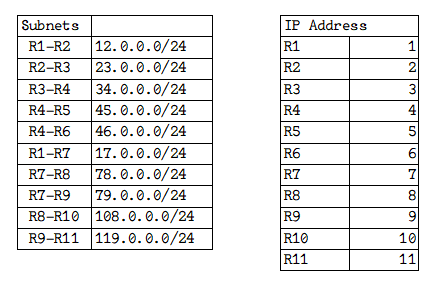 Subnets
R1-R2 12.0.0.0/24
R2-R3 23.0.0.0/24
R3-R4 34.0.0.0/24
R4-R5 45.0.0.0/24
R4-R6 46.0.0.0/24
R1-R7 17.0.0.0/24
R7-R8 78.0.0.0/24
R7-R9 79.0.0.0/24
R8-R10 108.0.0.0/24
R9-R11 119.0.0.0/24
IP Address
R1 1
R2 2
R3 3
R4 4
R5 5
R6 6
R7 7
R8 8
R9 9
R10 10
R11 11